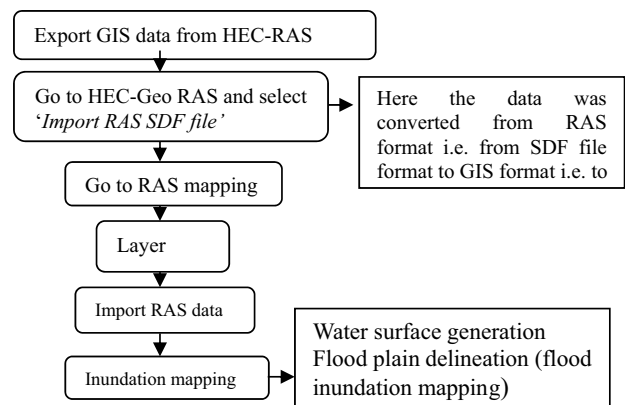 Export GIS data from HEC-RAS
Go to HEC-Geo RAS and select
‘Import RAS SDF file’
Here the data was
converted from RAS
format i.e. from SDF file
format to GIS format i.e. to
Go to RAS mapping
Layer
Import RAS data
Inundation mapping
Water surface generation
Flood plain delineation (flood
inundation mapping)